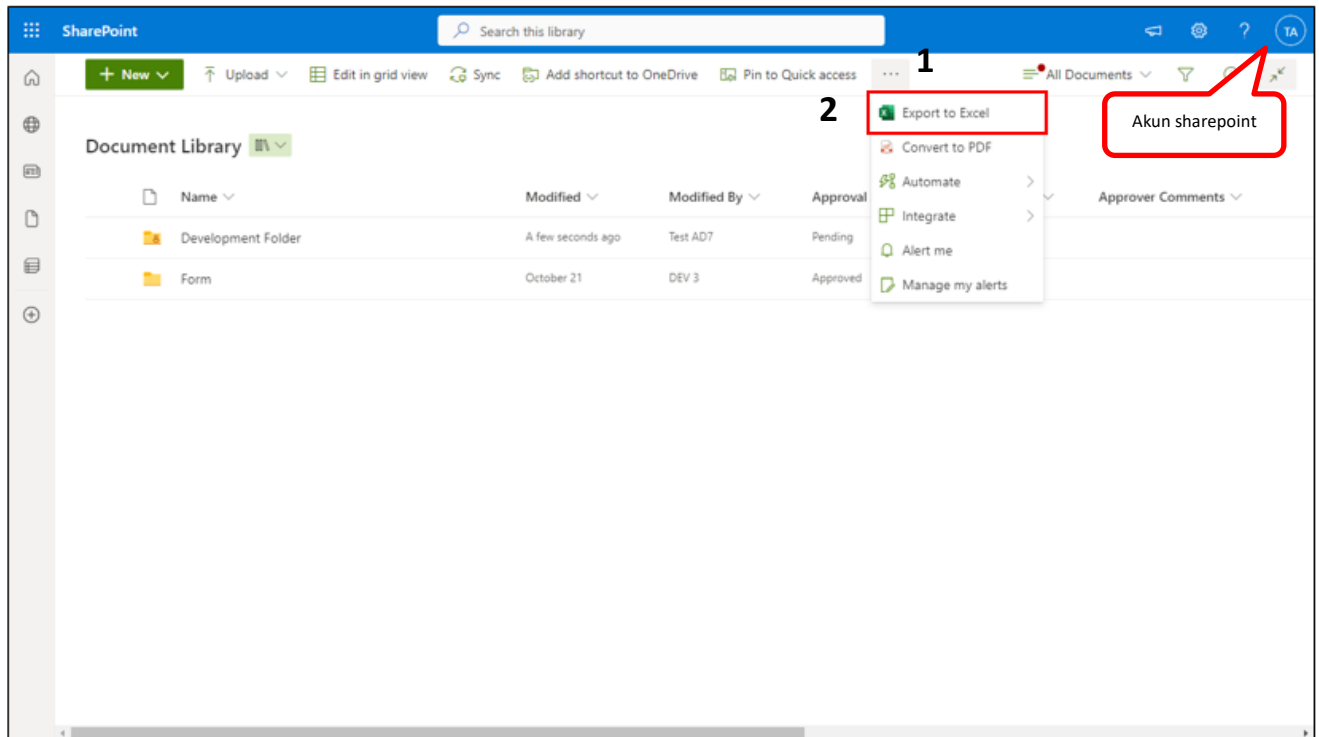 SharePoint
Search this library
?
TA
+ New
Upload
Edit in grid view
Sync
Add shortcut to OneDrive
Pin to Quick access
...
1
All Documents
2
Export to Excel
Akun sharepoint
Document Library
Convert to PDF
Automate
Name
Modified
Modified By
Approval
Approver Comments
Integrate
Development Folder
A few seconds ago
Test AD7
Pending
Alert me
Form
October 21
DEV 3
Approved
Manage my alerts